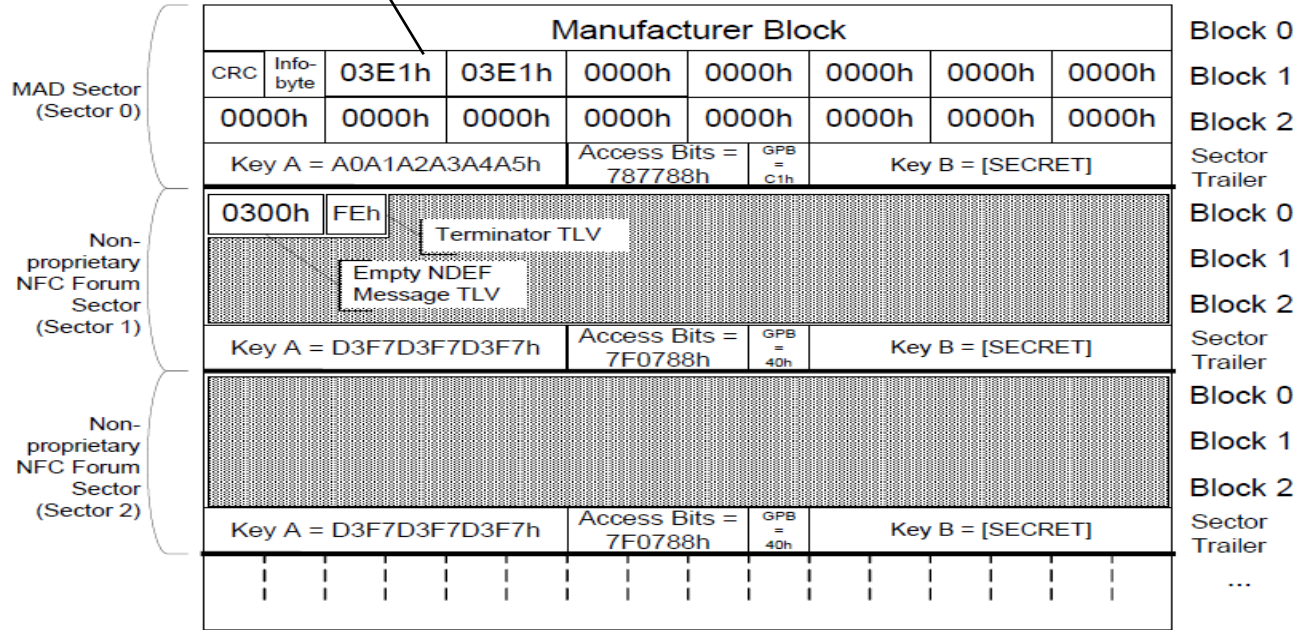 Manufacturer Block
Block 0
MAD Sector
(Sector 0)
CRC
Info-
byte
03E1h 03E1h 0000h 0000h 0000h 0000h 0000h
Block 1
0000h 0000h 0000h 0000h 0000h 0000h 0000h 0000h
Block 2
Key A = A0A1A2A3A4A5h
Access Bits =
787788h
GPB
=
C1h
Key B = [SECRET]
Sector
Trailer
Non-
proprietary
NFC Forum
Sector
(Sector 1)
0300h
FEh
Terminator TLV
Empty NDEF
Message TLV
Block 0
Block 1
Block 2
Key A = D3F7D3F7D3F7h
Access Bits =
7F0788h
GPB
=
40h
Key B = [SECRET]
Sector
Trailer
Non-
proprietary
NFC Forum
Sector
(Sector 2)
Block 0
Block 1
Block 2
Key A = D3F7D3F7D3F7h
Access Bits =
7F0788h
GPB
=
40h
Key B = [SECRET]
Sector
Trailer
...